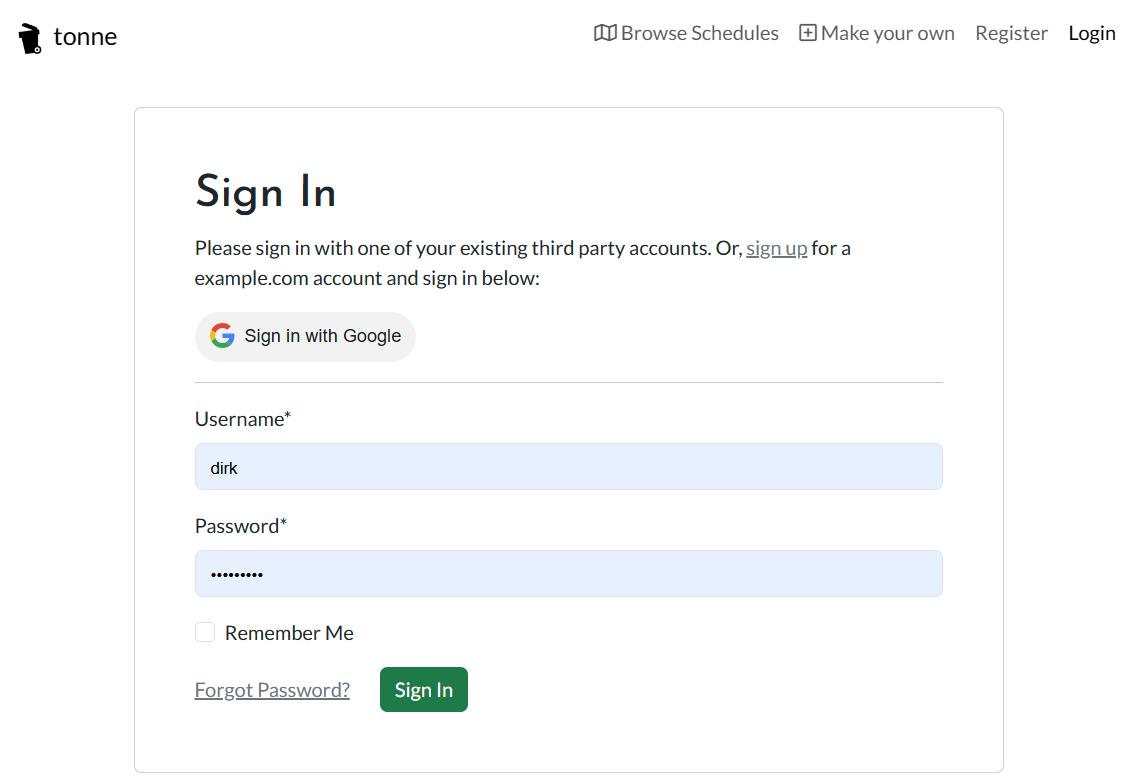 tonne
Browse Schedules Make your own Register Login
Sign In
Please sign in with one of your existing third party accounts. Or, sign up for a
example.com account and sign in below:
Sign in with Google
Username*
dirk
Password*
•••••••••
Remember Me
Forgot Password? Sign In